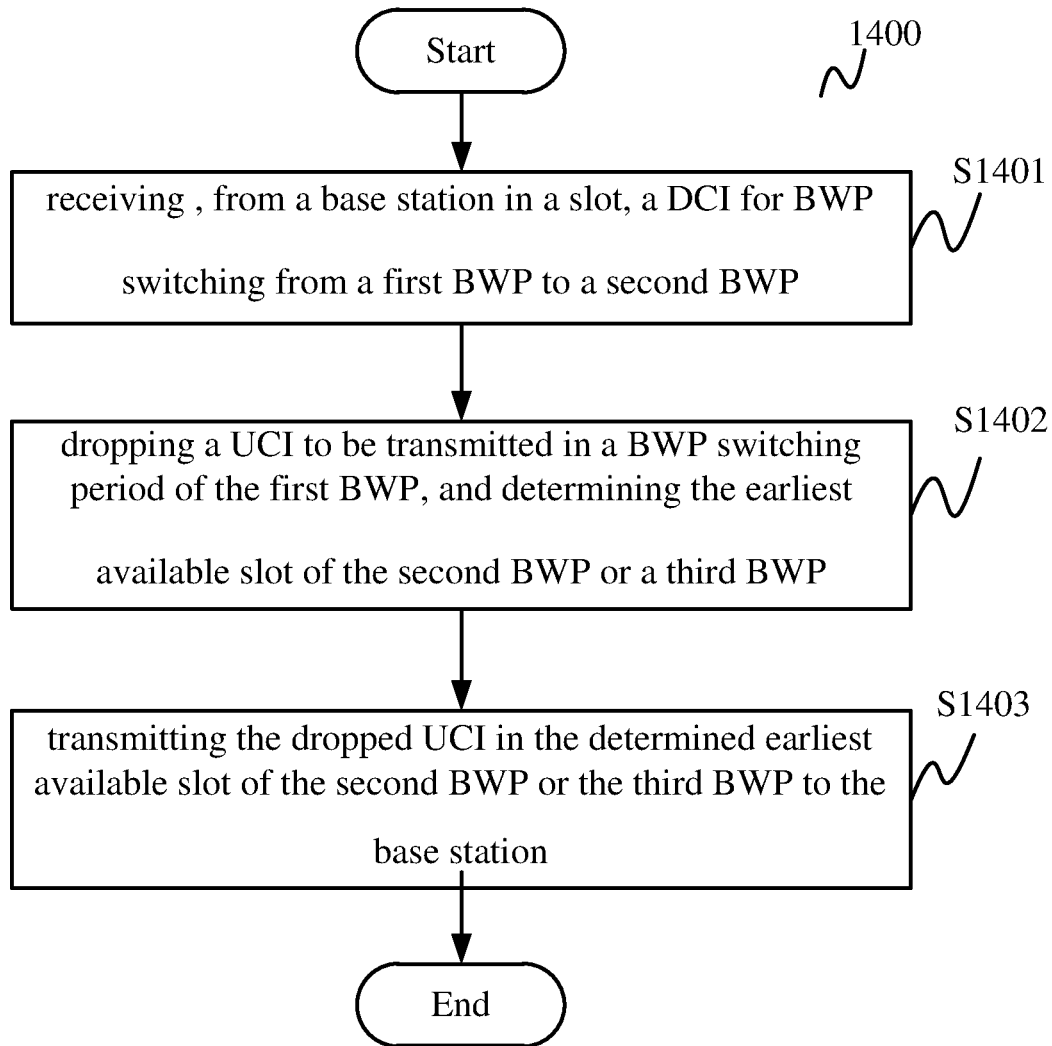 Start
1400
S1401
receiving , from a base station in a slot, a DCI for BWP
switching from a first BWP to a second BWP
S1402
dropping a UCI to be transmitted in a BWP switching
period of the first BWP, and determining the earliest
available slot of the second BWP or a third BWP
S1403
transmitting the dropped UCI in the determined earliest
available slot of the second BWP or the third BWP to the
base station
End